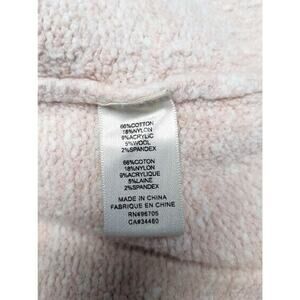 66%COTTON
18%NYLON
9%ACRYLIC
5%WOOL
2%SPANDEX
66%COTON
18%NYLON
9%ACRYLIQUE
5%LAINE
2%SPANDEX
MADE IN CHINA
FABRIQUE EN CHINE
RN#96705
CA#34460